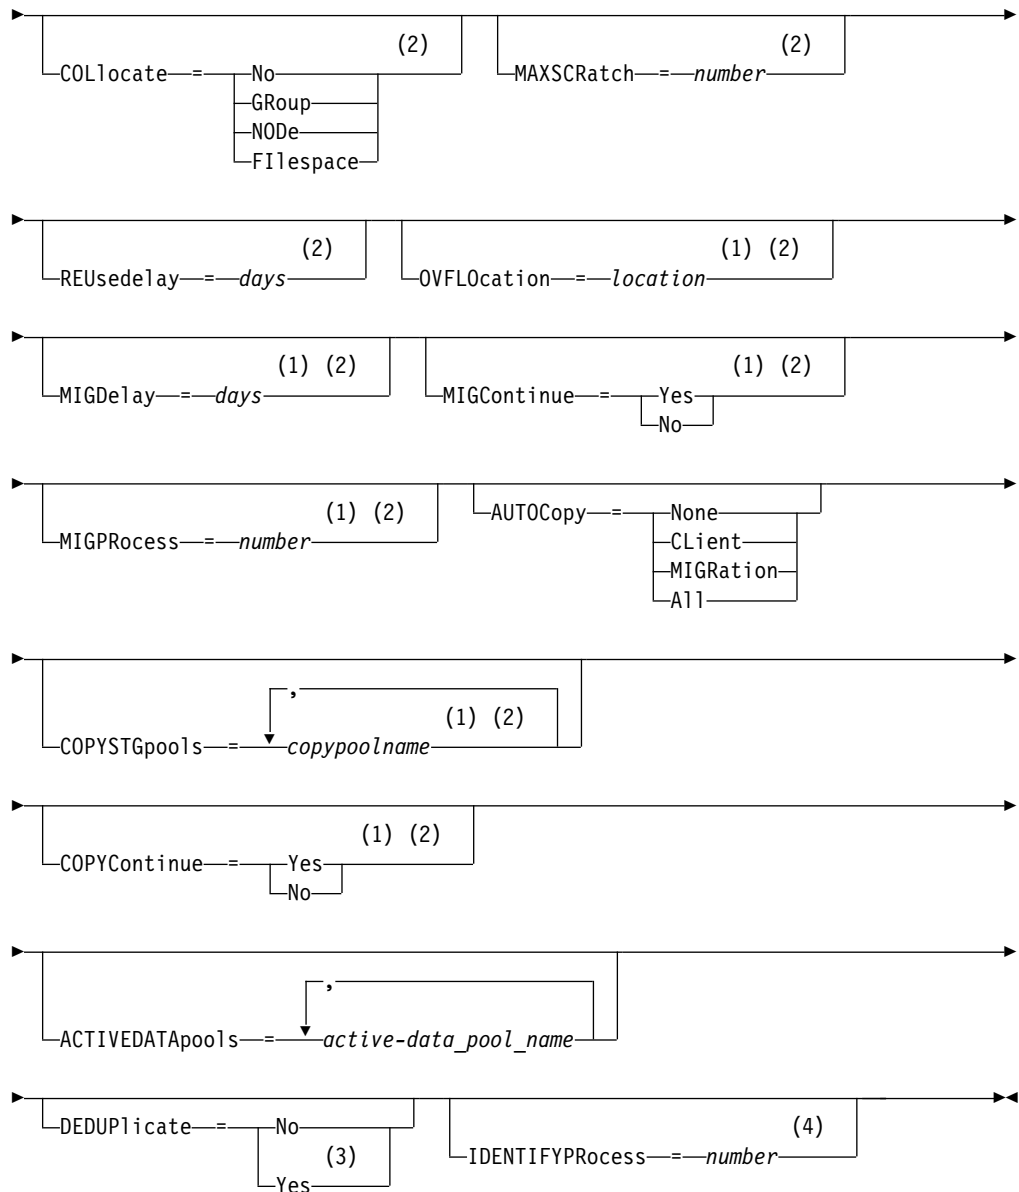 (2) (2)
COLlocate = No MAXSCRatch = number
GRoup
NODe
FIlespace
(2) (1) (2)
REUsedelay = days OVFLOcation = location
(1) (2) (1) (2)
MIGDelay = days MIGContinue = Yes
No
(1) (2) AUTOCopy = None
MIGPRocess = number CLient
MIGRation
All
,
(1) (2)
COPYSTGpools = copypoolname
(1) (2)
COPYContinue = Yes
No
,
ACTIVEDATApools = active-data_pool_name
DEDUPlicate = No (4)
(3) IDENTIFYPRocess = number
Yes